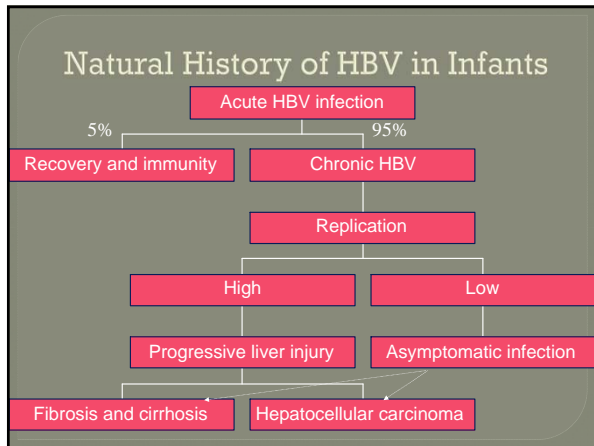 Natural History of HBV in Infants
Acute HBV infection
5%
95%
Recovery and immunity
Chronic HBV
Replication
High
Low
Progressive liver injury
Asymptomatic infection
Fibrosis and cirrhosis
Hepatocellular carcinoma